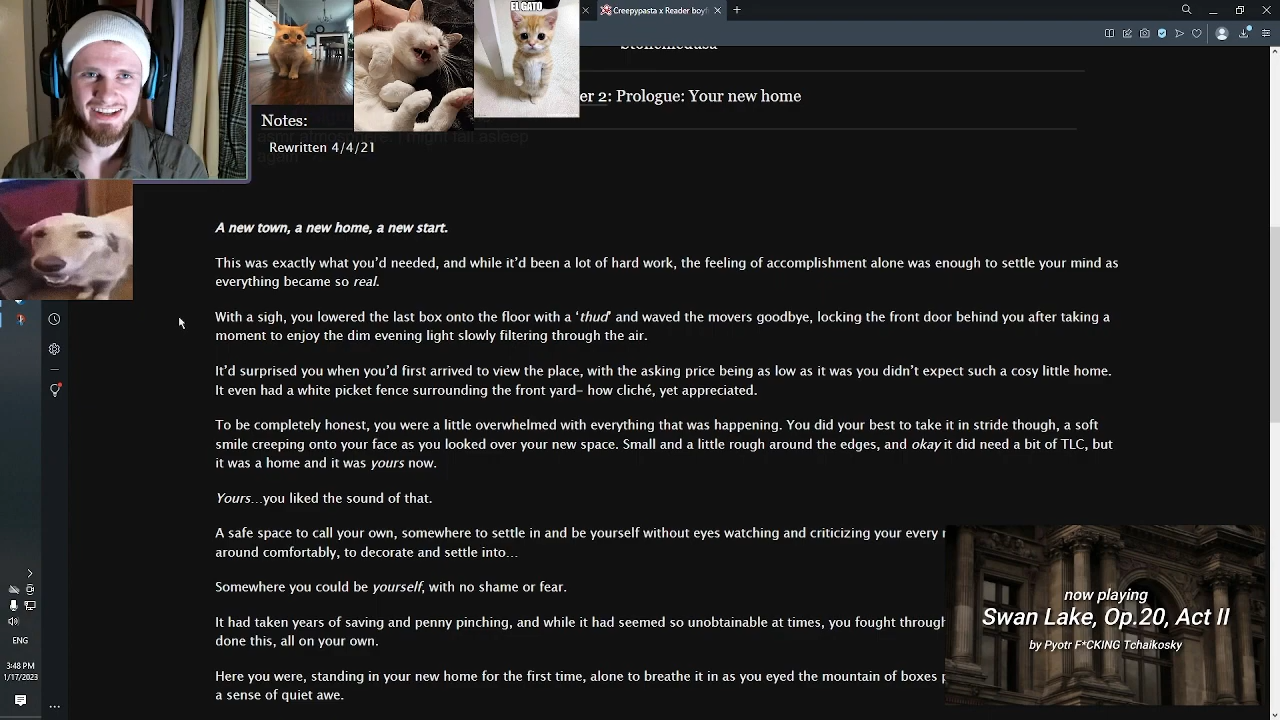 EL GATO
Creepypasta x Reader boyf
Stonemedusa
er 2: Prologue: Your new home
Notes:
asmr atmosphere. I might fall asleep
again
Rewritten 4/4/21
A new town, a new home, a new start.
This was exactly what you’d needed, and while it’d been a lot of hard work, the feeling of accomplishment alone was enough to settle your mind as
everything became so real.
With a sigh, you lowered the last box onto the floor with a ‘thud’ and waved the movers goodbye, locking the front door behind you after taking a
moment to enjoy the dim evening light slowly filtering through the air.
It’d surprised you when you’d first arrived to view the place, with the asking price being as low as it was you didn’t expect such a cosy little home.
It even had a white picket fence surrounding the front yard– how cliché, yet appreciated.
To be completely honest, you were a little overwhelmed with everything that was happening. You did your best to take it in stride though, a soft
smile creeping onto your face as you looked over your new space. Small and a little rough around the edges, and okay it did need a bit of TLC, but
it was a home and it was yours now.
Yours…you liked the sound of that.
A safe space to call your own, somewhere to settle in and be yourself without eyes watching and criticizing your every
around comfortably, to decorate and settle into…
Somewhere you could be yourself, with no shame or fear.
It had taken years of saving and penny pinching, and while it had seemed so unobtainable at times, you fought through
done this, all on your own.
Here you were, standing in your new home for the first time, alone to breathe it in as you eyed the mountain of boxes
a sense of quiet awe.
now playing
Swan Lake, Op.20, Act II
by Pyotr F*CKING Tchaikosky
ENG
3:48 PM
1/17/2023